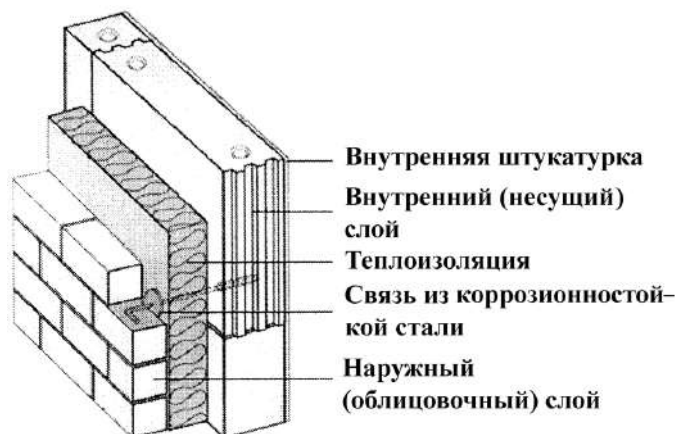 Внутренняя штукатурка
Внутренний (несущий)
слой
Теплоизоляция
Связь из коррозионностой–
кой стали
Наружный
(облицовочный) слой